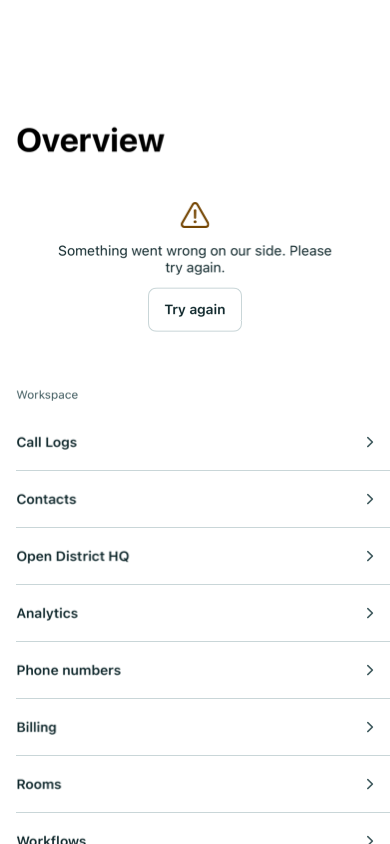 Overview
Something went wrong on our side. Please
try again.
Try again
Workspace
Call Logs
Contacts
Open District HQ
Analytics
Phone numbers
Billing
Rooms
Workflows